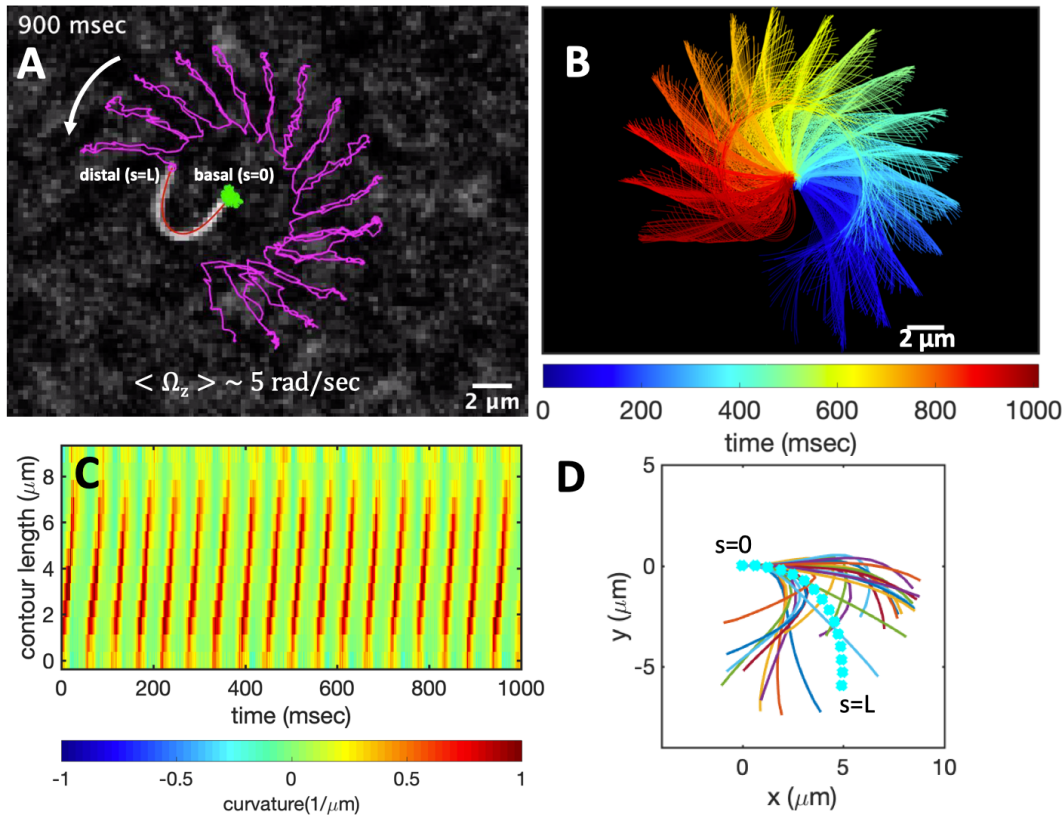 900 msec
A
distal (s=L) basal (s=0)
< Ω_z > ~ 5 rad/sec
2 μm
B
2 μm
0 200 400 600 800 1000
time (msec)
C
8
6
4
2
0
contour length (μm)
0 200 400 600 800 1000
time (msec)
-1 -0.5 0 0.5 1
curvature(1/μm)
D
5
0
-5
y (μm)
s=0
s=L
0 5 10
x (μm)